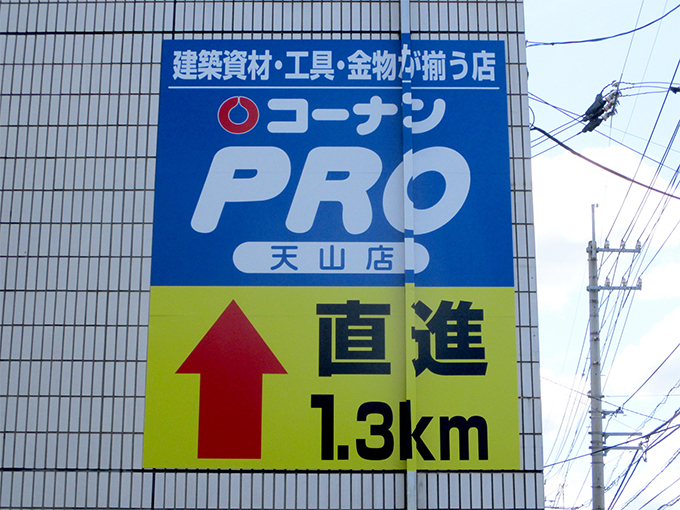 建築資材・工具・金物が揃う店
コーナン
PRO
天山店
直進
1.3km